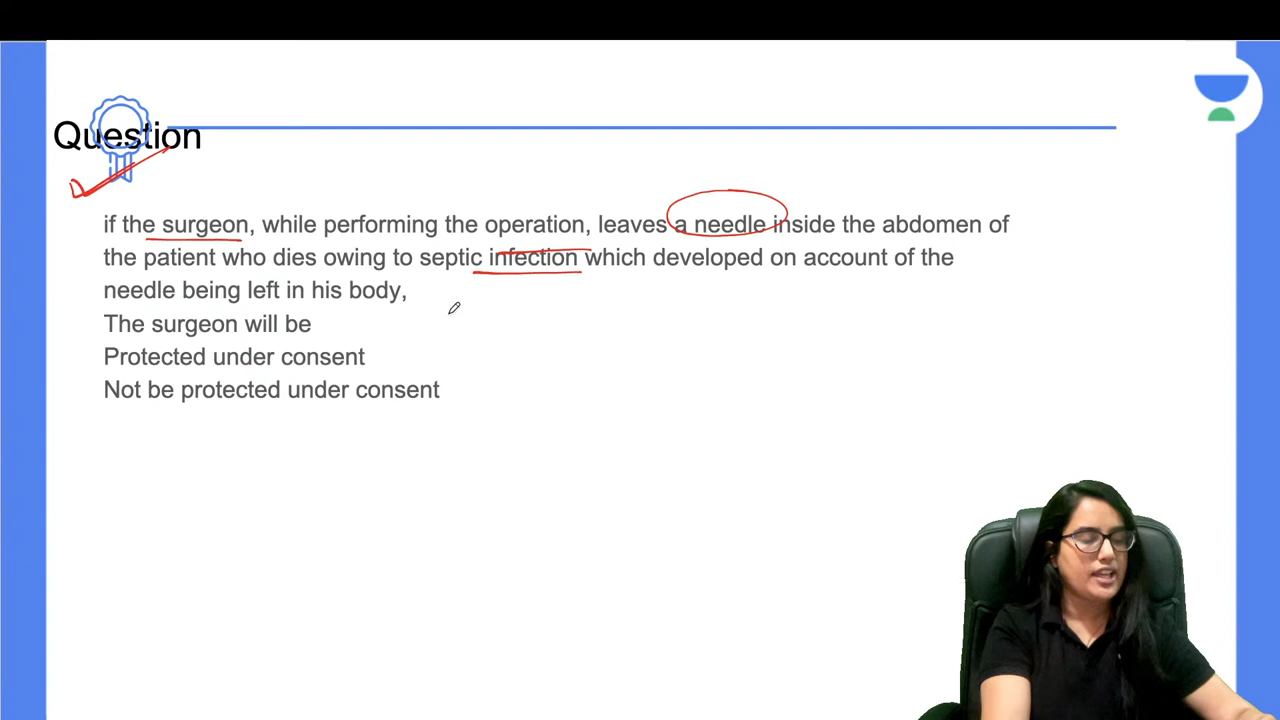 Question
if the surgeon, while performing the operation, leaves a needle inside the abdomen of
the patient who dies owing to septic infection which developed on account of the
needle being left in his body,
The surgeon will be
Protected under consent
Not be protected under consent